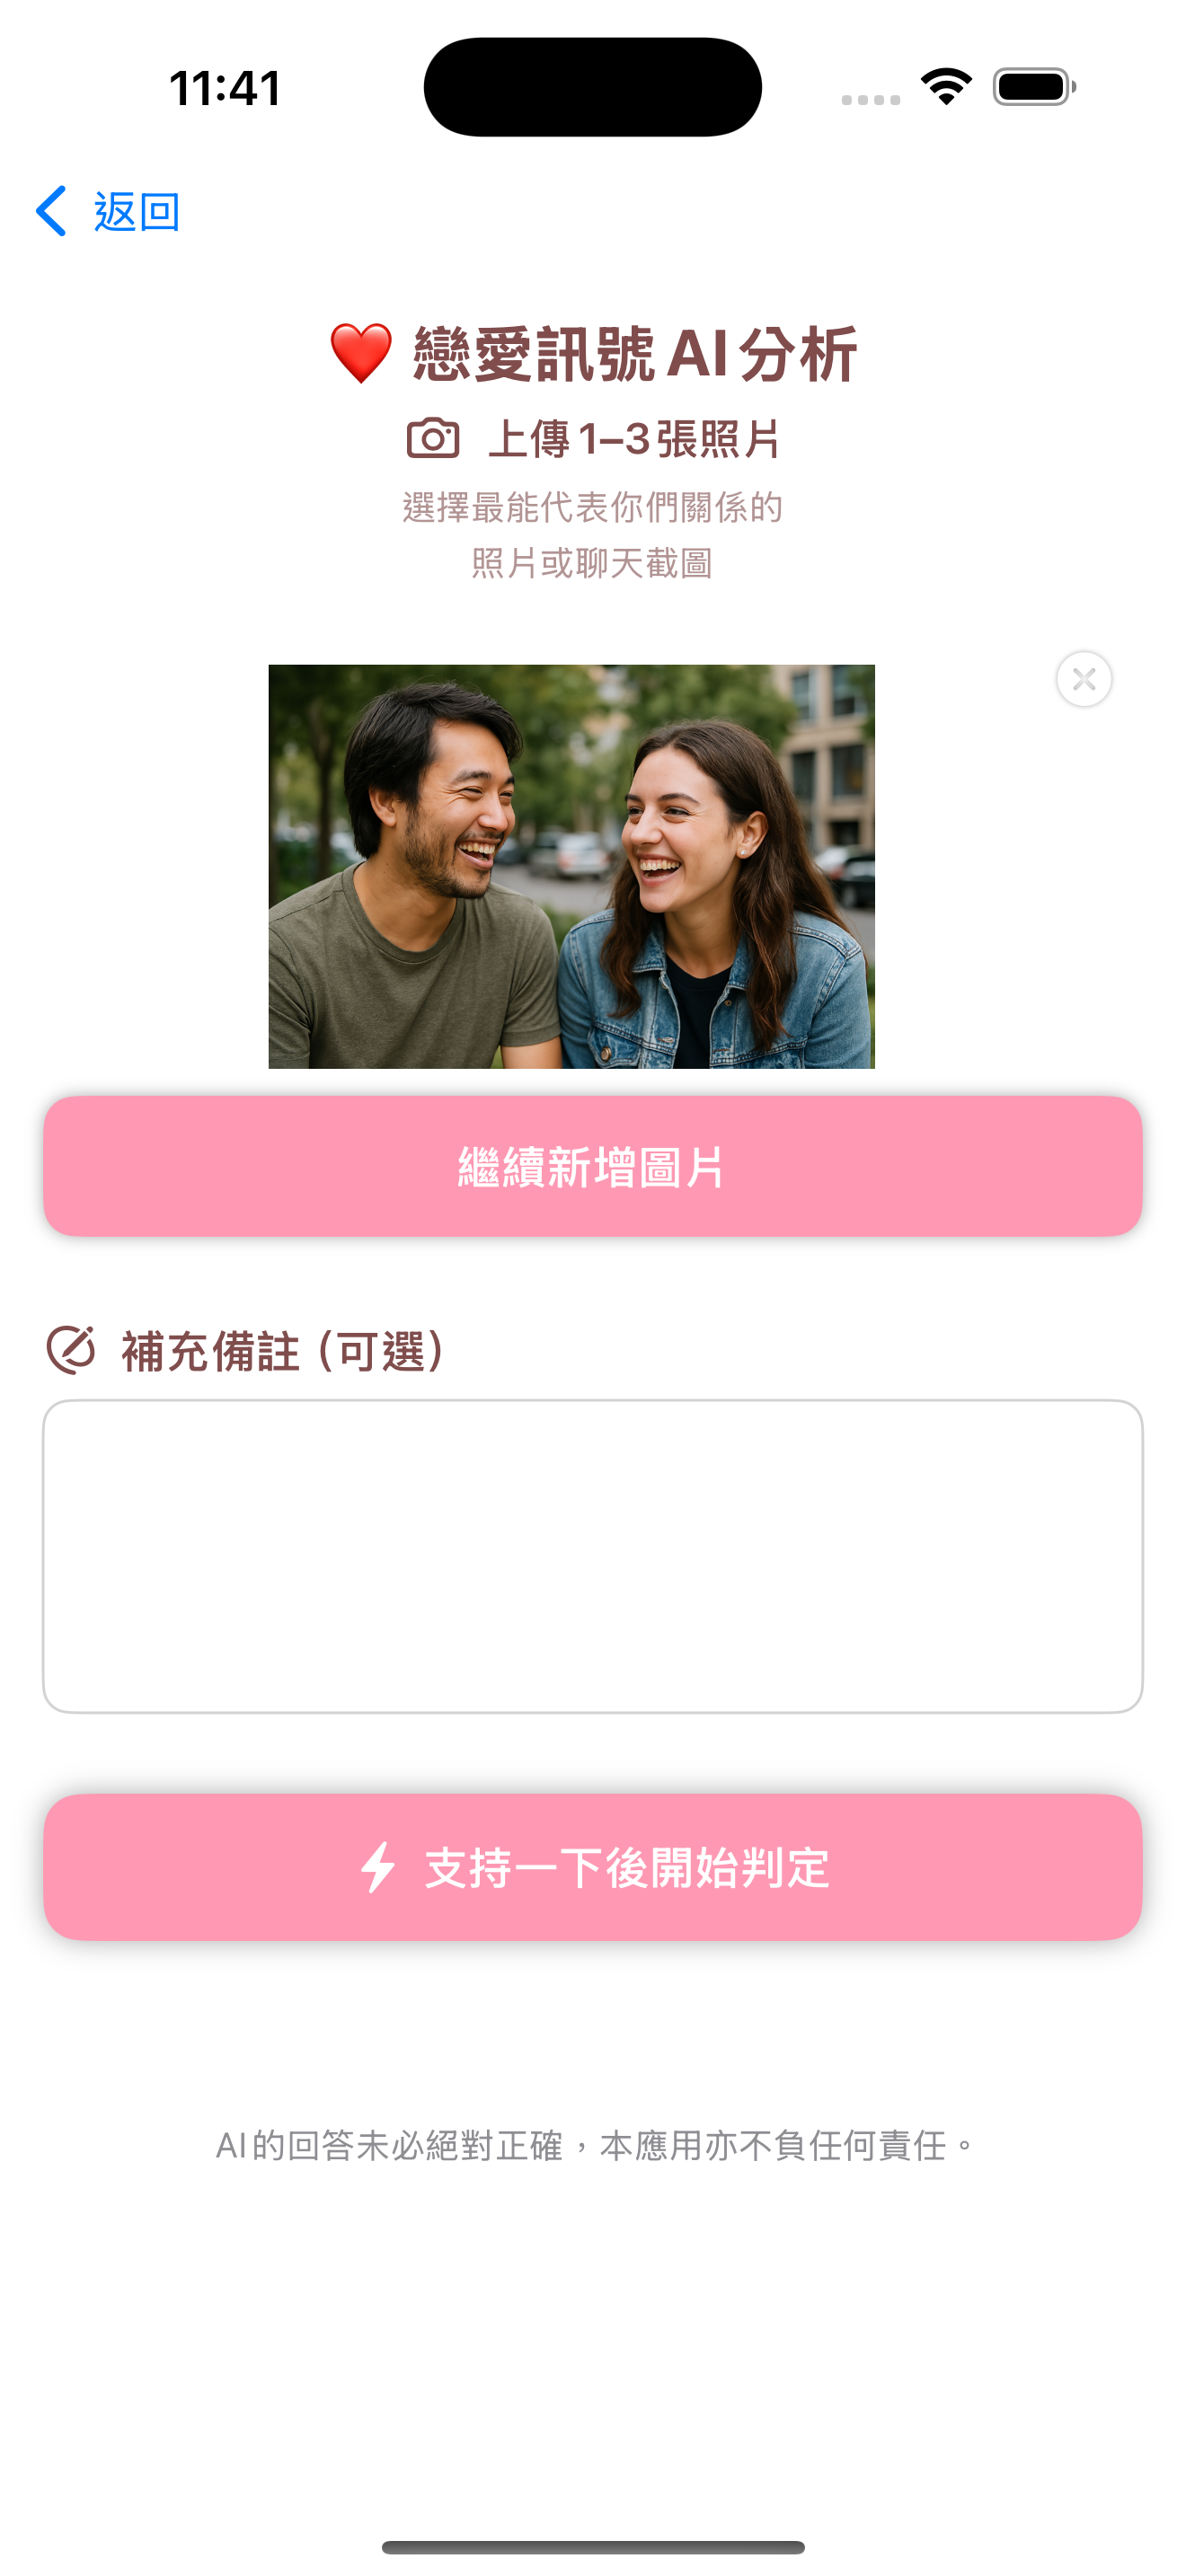 11:41
返回
❤️ 戀愛訊號 AI 分析
上傳 1–3 張照片
選擇最能代表你們關係的
照片或聊天截圖
繼續新增圖片
補充備註 (可選)
支持一下後開始判定
AI 的回答未必絕對正確，本應用亦不負任何責任。